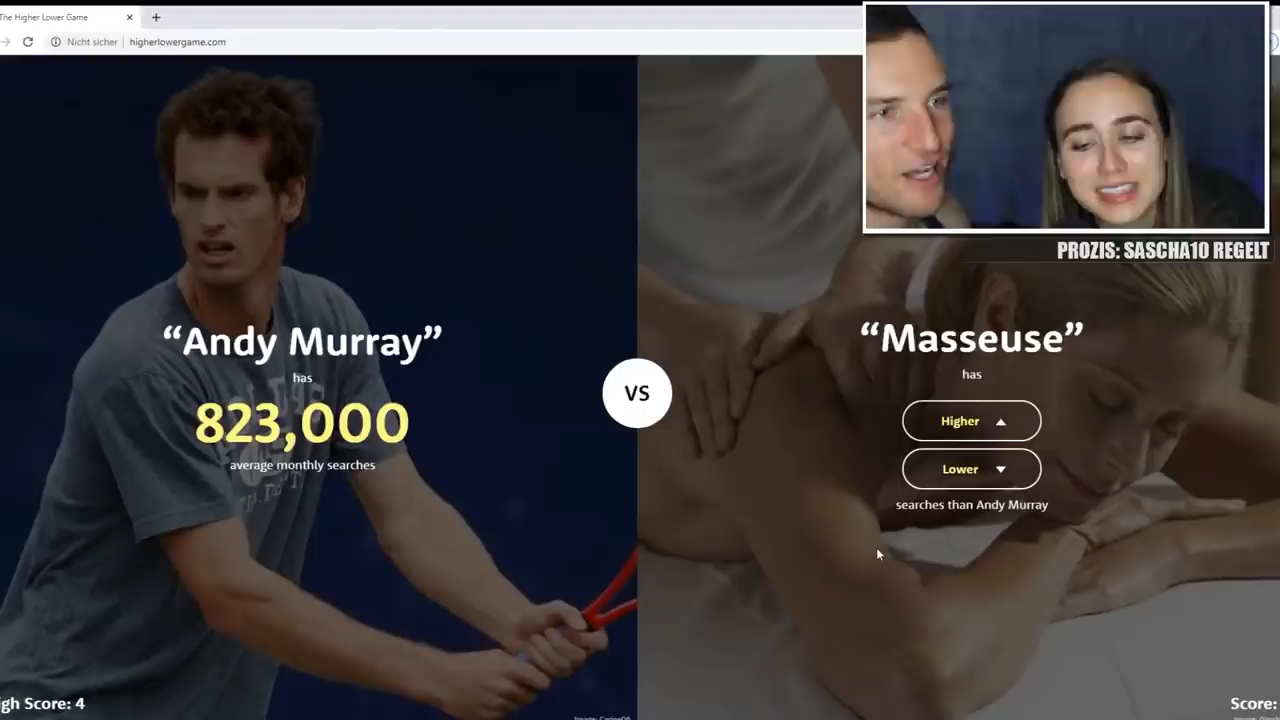 The Higher Lower Game
Nicht sicher
higherlowergame.com
PROZIS: SASCHA10 REGELT
“Andy Murray”
has
823,000
average monthly searches
VS
“Masseuse”
has
Higher
Lower
searches than Andy Murray
gh Score: 4
Score: